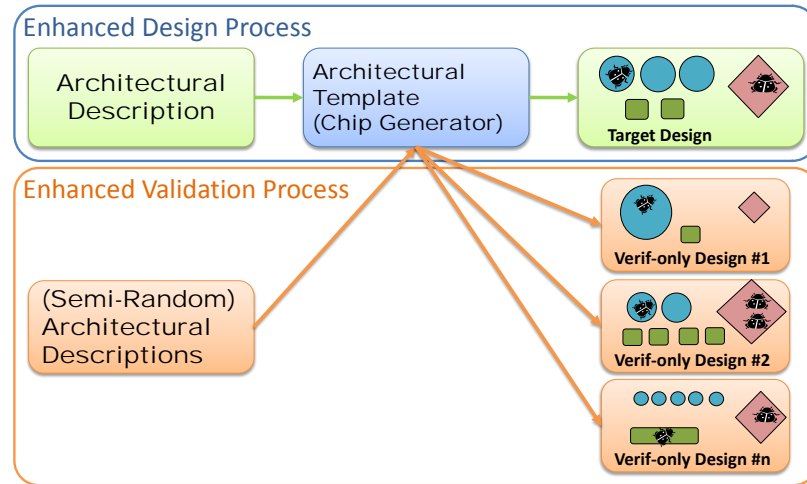 Enhanced Design Process
Architectural
Description
Architectural
Template
(Chip Generator)
Target Design
Enhanced Validation Process
(Semi-Random)
Architectural
Descriptions
Verif-only Design #1
Verif-only Design #2
Verif-only Design #n